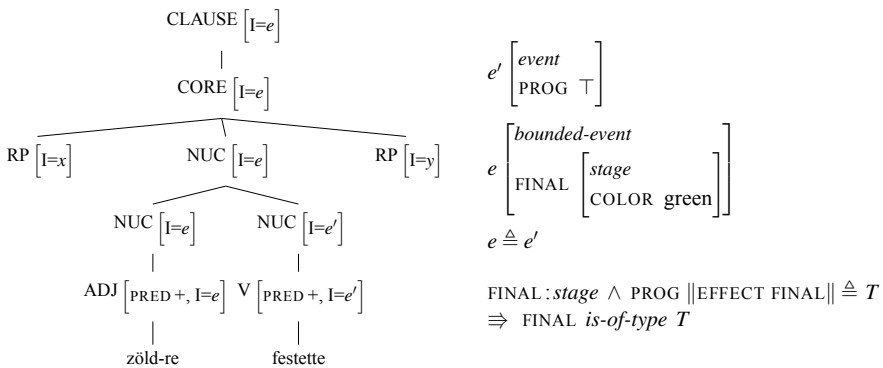 CLAUSE [I=e]
CORE [I=e]
RP [I=x] NUC [I=e] RP [I=y]
NUC [I=e] NUC [I=e′]
ADJ [PRED +, I=e] V [PRED +, I=e′]
zöld-re festette
e′ [event
PROG ⊤]
e [bounded-event
FINAL [stage
COLOR green]]
e ≜ e′
FINAL : stage ∧ PROG ‖EFFECT FINAL‖ ≜ T
⇛ FINAL is-of-type T